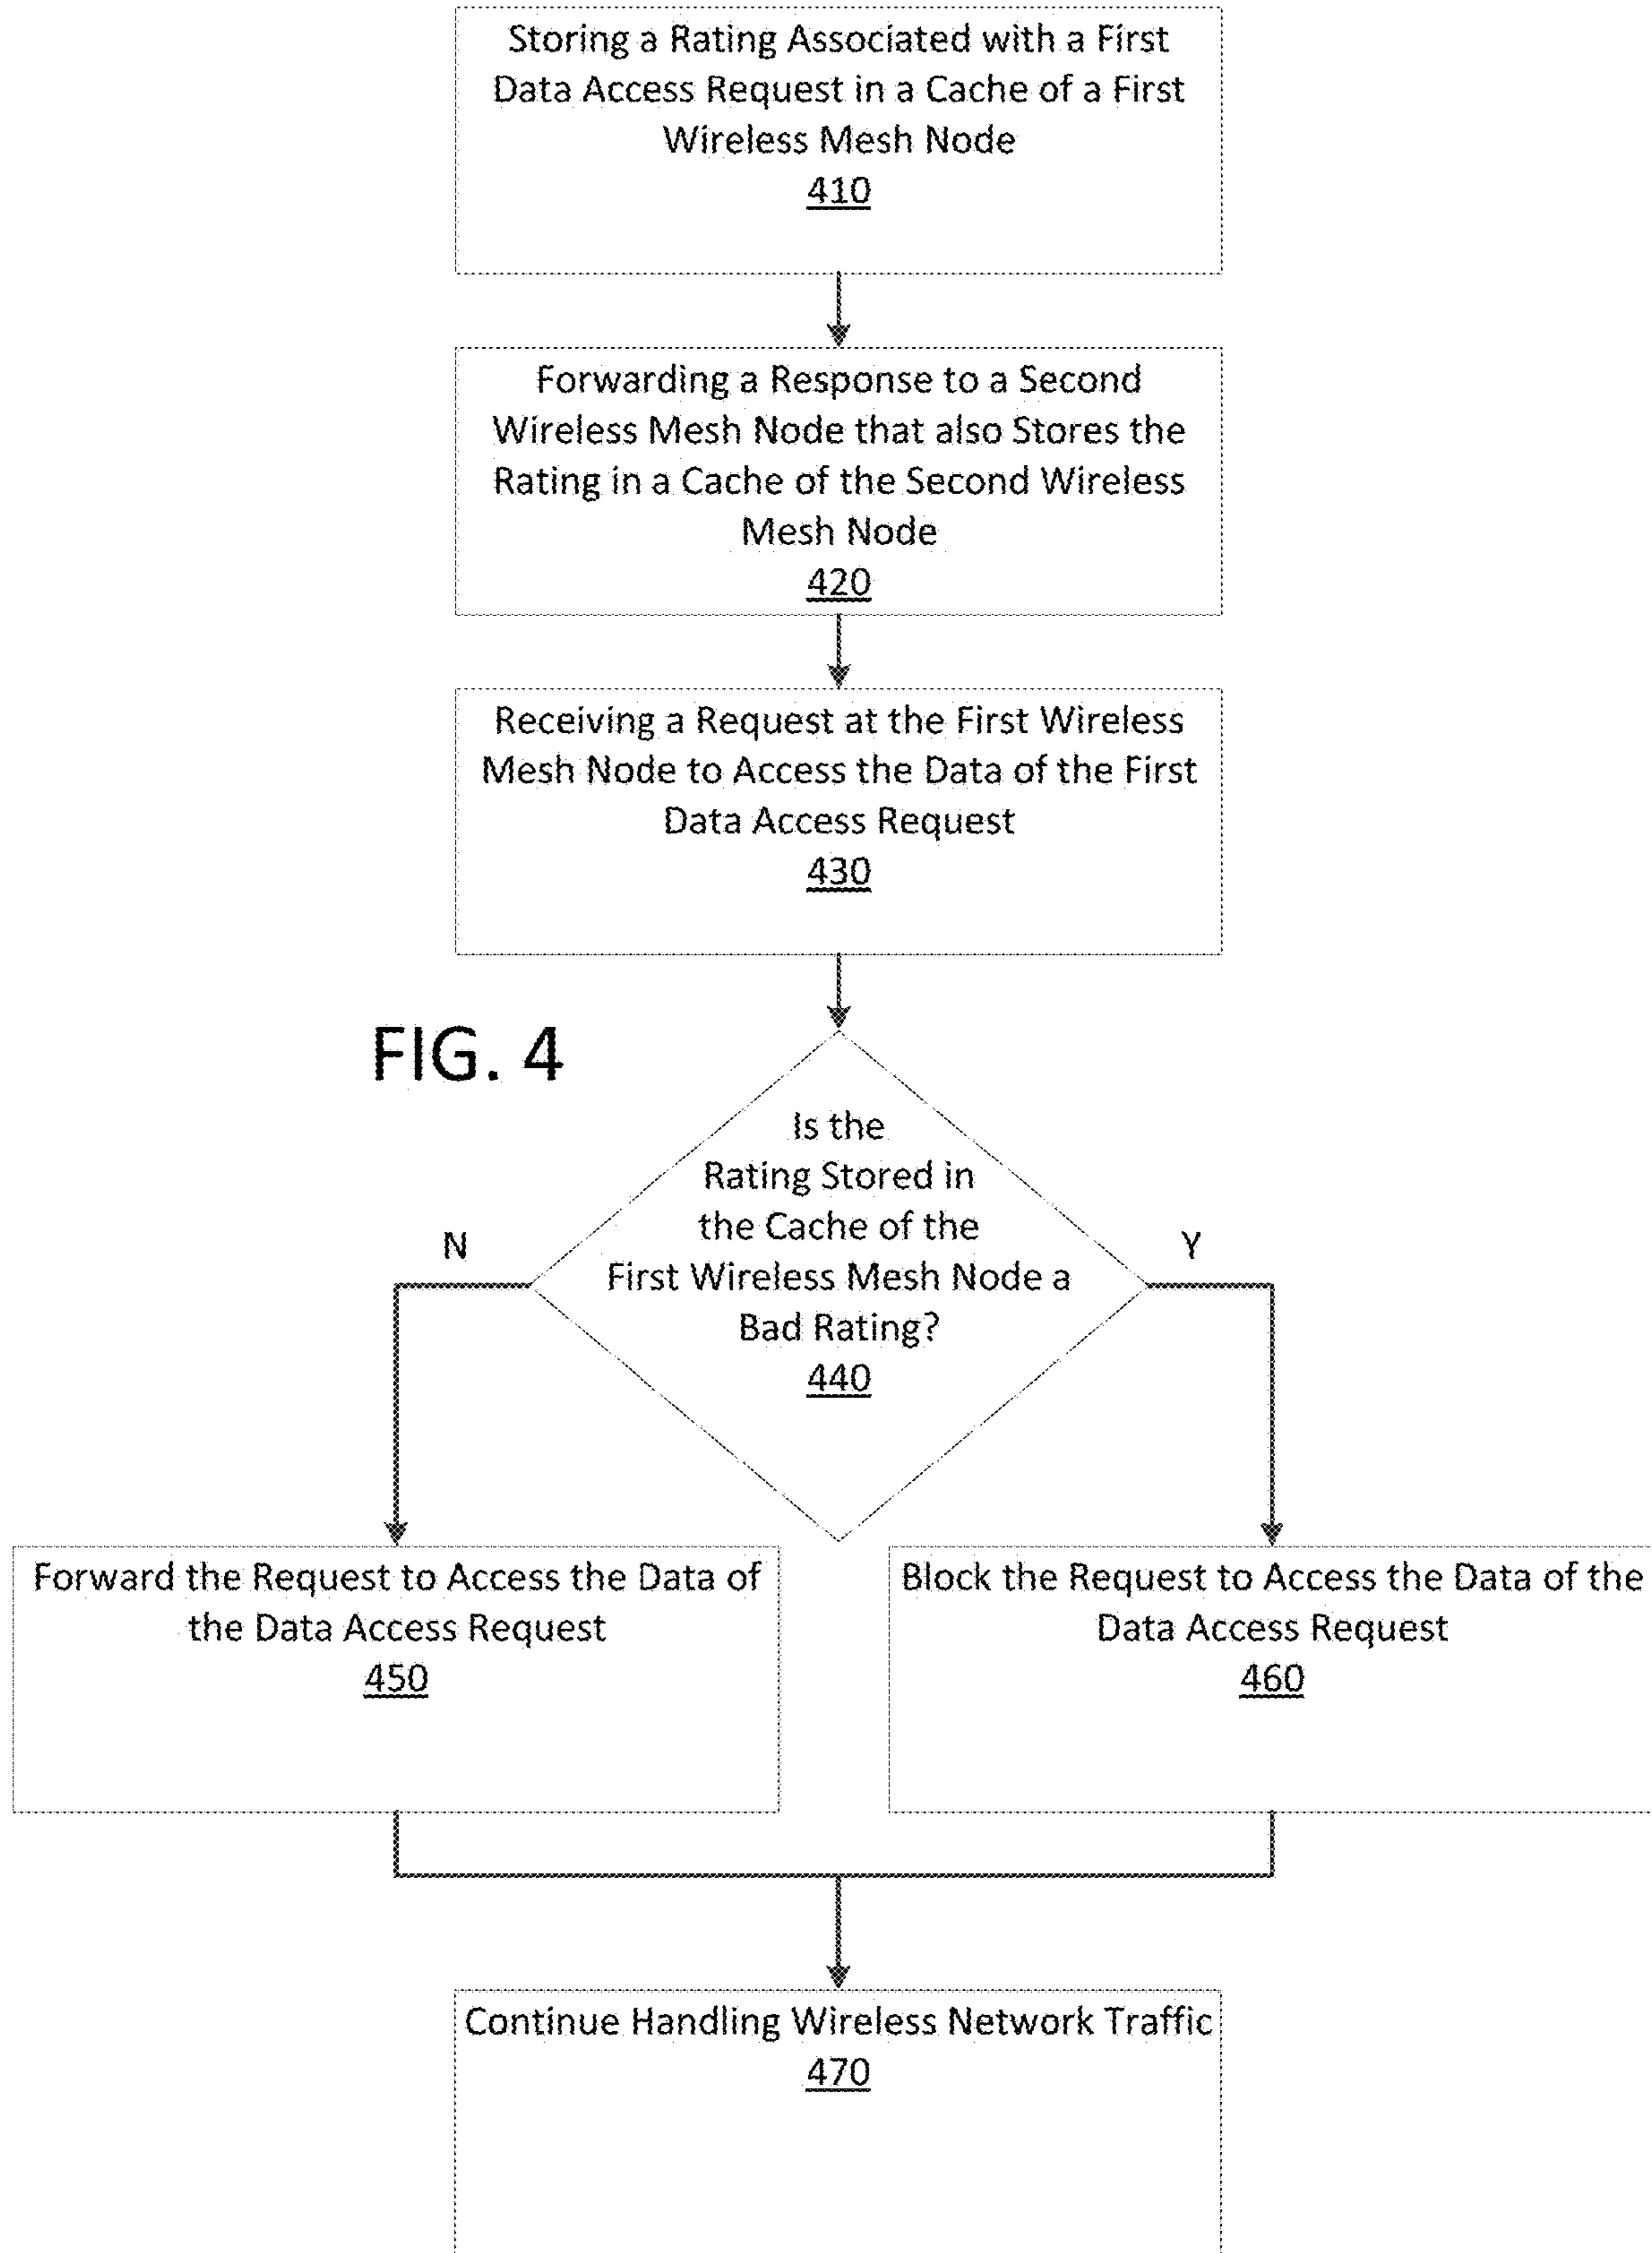 Storing a Rating Associated with a First
Data Access Request in a Cache of a First
Wireless Mesh Node
410
Forwarding a Response to a Second
Wireless Mesh Node that also Stores the
Rating in a Cache of the Second Wireless
Mesh Node
420
Receiving a Request at the First Wireless
Mesh Node to Access the Data of the First
Data Access Request
430
FIG. 4
Is the
Rating Stored in
the Cache of the
First Wireless Mesh Node a
Bad Rating?
440
N
Y
Forward the Request to Access the Data of
the Data Access Request
450
Block the Request to Access the Data of the
Data Access Request
460
Continue Handling Wireless Network Traffic
470